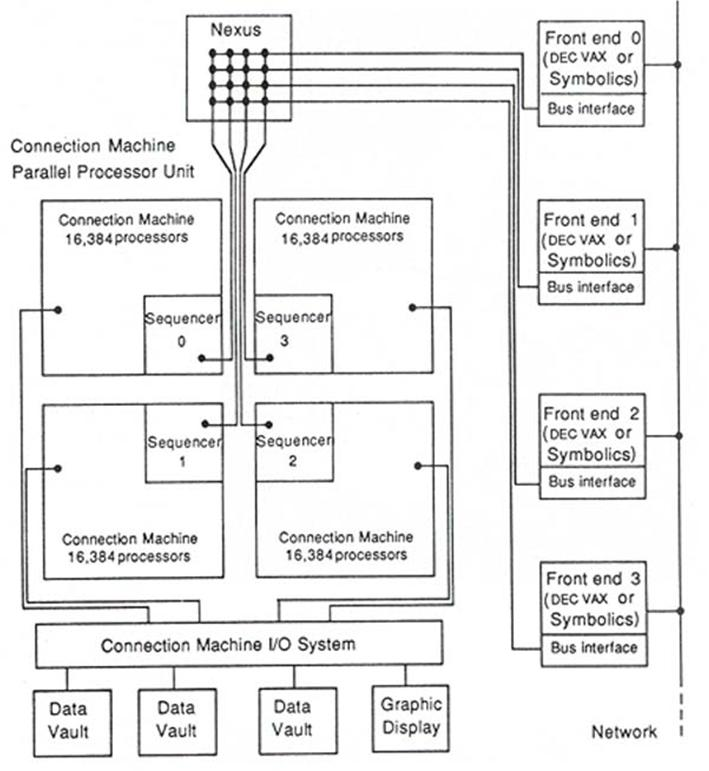 Nexus
Front end 0
(DEC VAX or
Symbolics)
Bus interface
Connection Machine
Parallel Processor Unit
Connection Machine
16,384 processors
Sequencer
0
Connection Machine
16,384 processors
Sequencer
3
Front end 1
(DEC VAX or
Symbolics)
Bus interface
Sequencer
1
Connection Machine
16,384 processors
Sequencer
2
Connection Machine
16,384 processors
Front end 2
(DEC VAX or
Symbolics)
Bus interface
Front end 3
(DEC VAX or
Symbolics)
Bus interface
Connection Machine I/O System
Data
Vault
Data
Vault
Data
Vault
Graphic
Display
Network